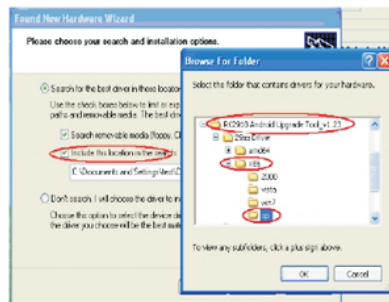 Found New Hardware Wizard
Please choose your search and installation options.
Search for the best driver in these locations
Use the check boxes below to limit or exp
paths and removable media. The best driv
Search removable media (floppy, C
Include this location in the search:
C:\Documents and Settings\test\D
Don't search. I will choose the driver to in
Choose this option to select the device d
the driver you choose will be the best mat
Browse For Folder
Select the folder that contains drivers for your hardware.
Android Upgrade Tool_v1.23
29xxDriver
amd64
x86
2000
vista
win7
xp
To view any subfolders, click a plus sign above.
OK
Cancel